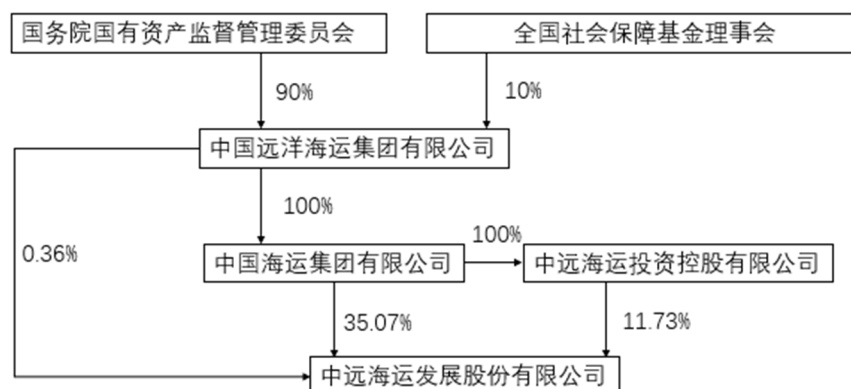 国务院国有资产监督管理委员会
全国社会保障基金理事会
90%
10%
中国远洋海运集团有限公司
100%
0.36%
100%
中国海运集团有限公司
中远海运投资控股有限公司
35.07%
11.73%
中远海运发展股份有限公司